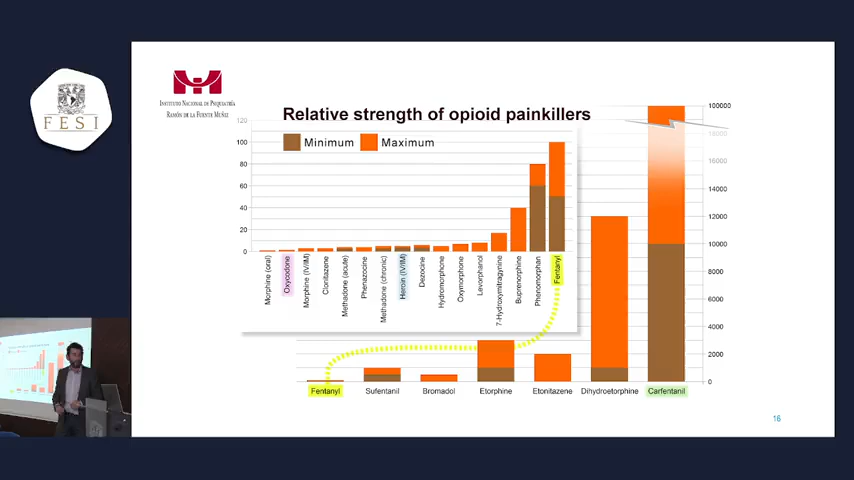 FESI
INSTITUTO NACIONAL DE PSIQUIATRÍA
RAMÓN DE LA FUENTE MUÑIZ
Relative strength of opioid painkillers
Minimum
Maximum
120
100
80
60
40
20
0
Morphine (oral)
Oxycodone
Morphine (IV/IM)
Clonitazene
Methadone (acute)
Phenazocine
Methadone (chronic)
Heroin (IV/IM)
Dezocine
Hydromorphone
Oxymorphone
Levorphanol
7-Hydroxymitragynine
Buprenorphine
Phenomorphan
Fentanyl
100000
18000
16000
14000
12000
10000
8000
6000
4000
2000
0
Fentanyl
Sufentanil
Bromadol
Etorphine
Etonitazene
Dihydroetorphine
Carfentanil
16